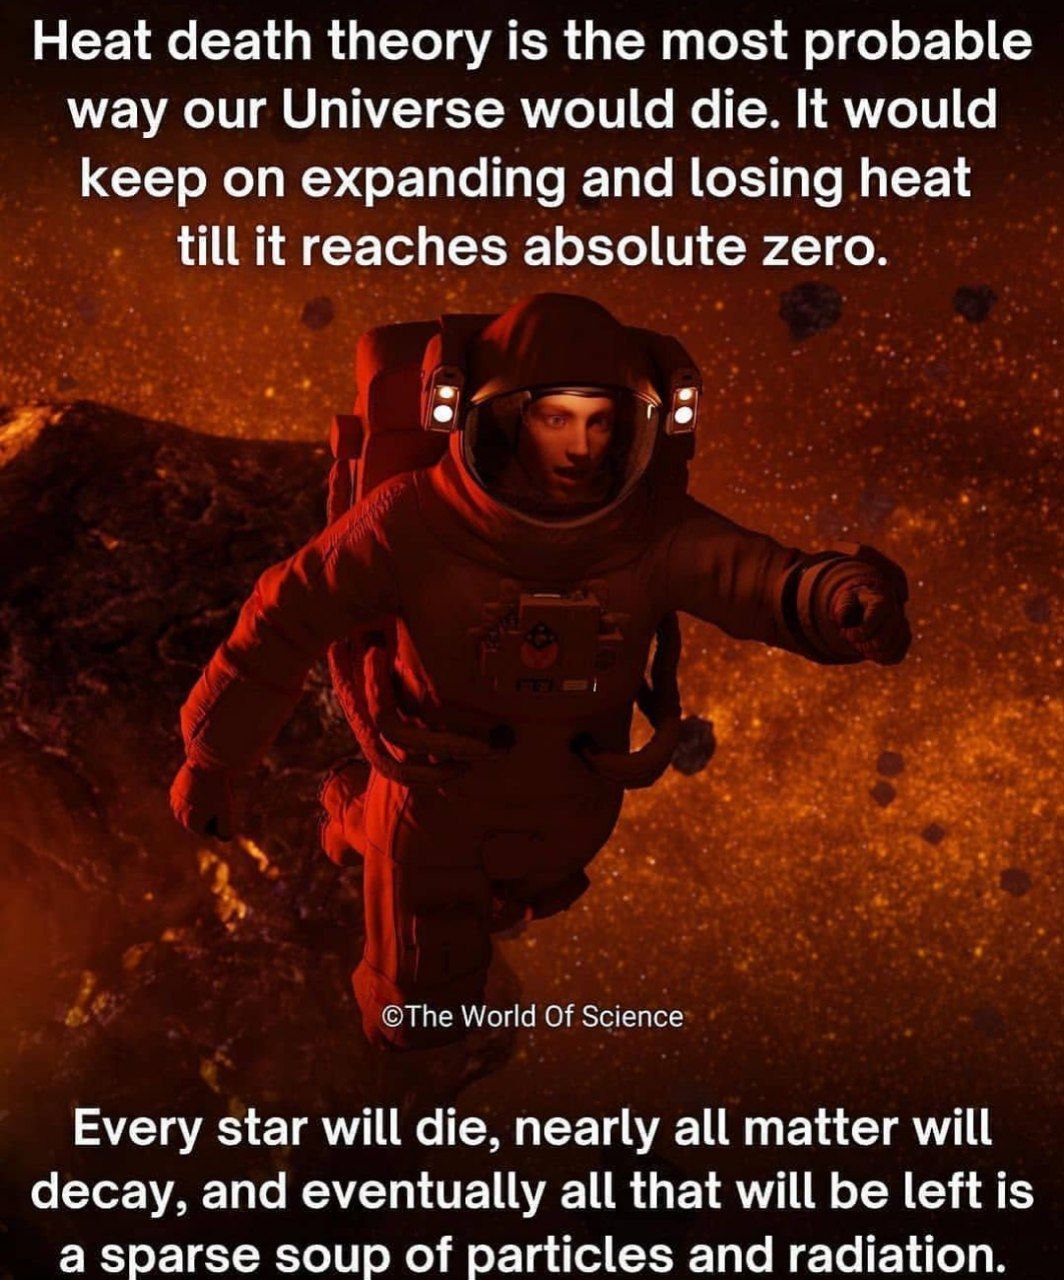 Heat death theory is the most probable
way our Universe would die. It would
keep on expanding and losing heat
till it reaches absolute zero.
©The World Of Science
Every star will die, nearly all matter will
decay, and eventually all that will be left is
a sparse soup of particles and radiation.